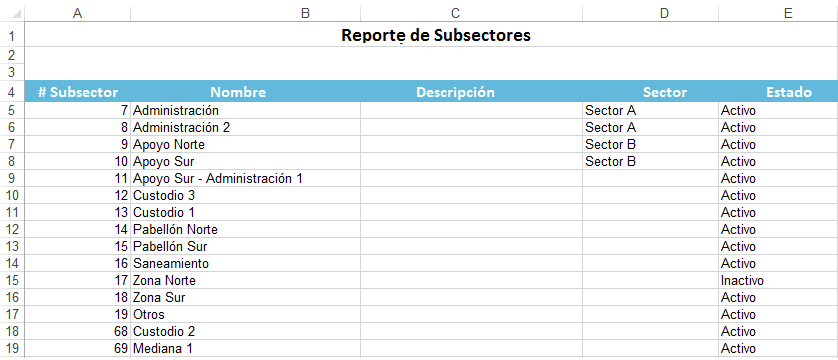 A B C D E
1 Reporte de Subsectores
2
3
4 # Subsector Nombre Descripción Sector Estado
5 7 Administración Sector A Activo
6 8 Administración 2 Sector A Activo
7 9 Apoyo Norte Sector B Activo
8 10 Apoyo Sur Sector B Activo
9 11 Apoyo Sur - Administración 1 Activo
10 12 Custodio 3 Activo
11 13 Custodio 1 Activo
12 14 Pabellón Norte Activo
13 15 Pabellón Sur Activo
14 16 Saneamiento Activo
15 17 Zona Norte Inactivo
16 18 Zona Sur Activo
17 19 Otros Activo
18 68 Custodio 2 Activo
19 69 Mediana 1 Activo